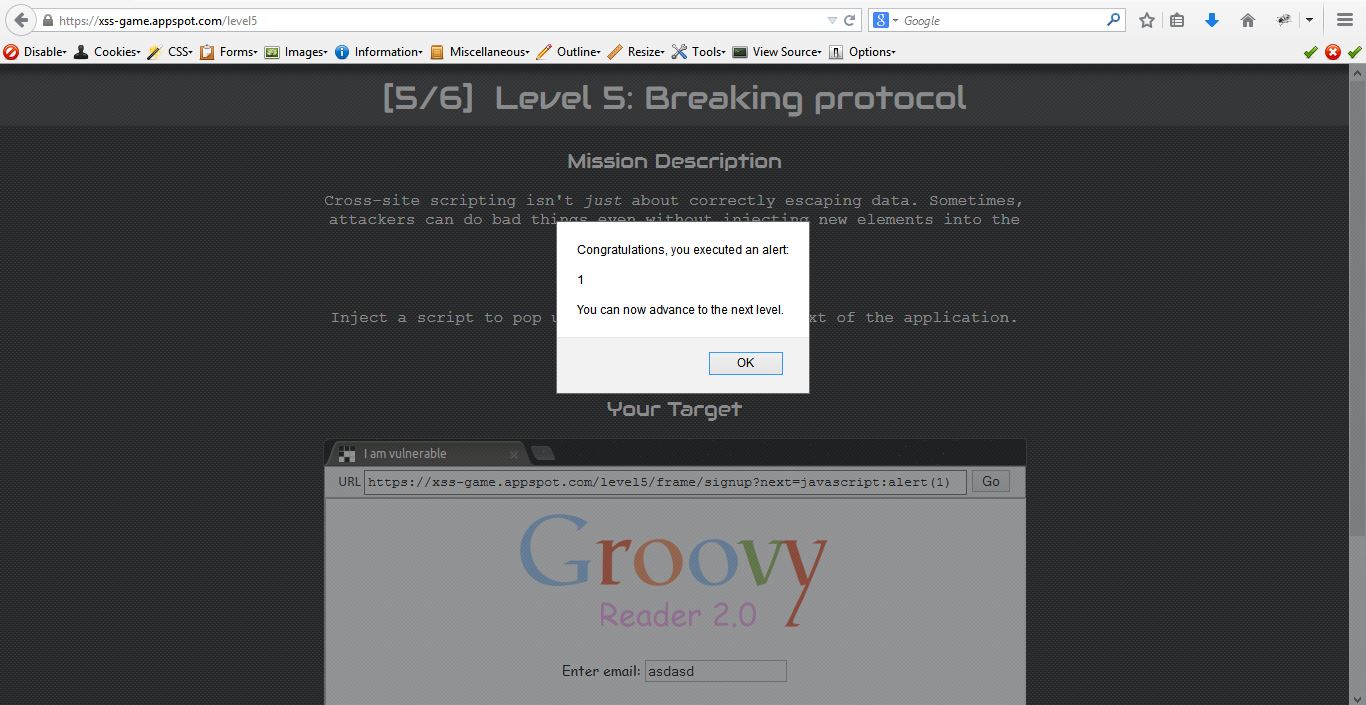 https://xss-game.appspot.com/level5
8 Google
Disable Cookies CSS Forms Images Information Miscellaneous Outline Resize Tools View Source Options
[5/6] Level 5: Breaking protocol
Mission Description
Cross-site scripting isn't just about correctly escaping data. Sometimes,
attackers can do bad things even without injecting new elements into the
Congratulations, you executed an alert:
1
You can now advance to the next level.
Inject a script to pop u xt of the application.
OK
Your Target
I am vulnerable
URL https://xss-game.appspot.com/level5/frame/signup?next=javascript:alert(1) Go
Groovy
Reader 2.0
Enter email: asdasd